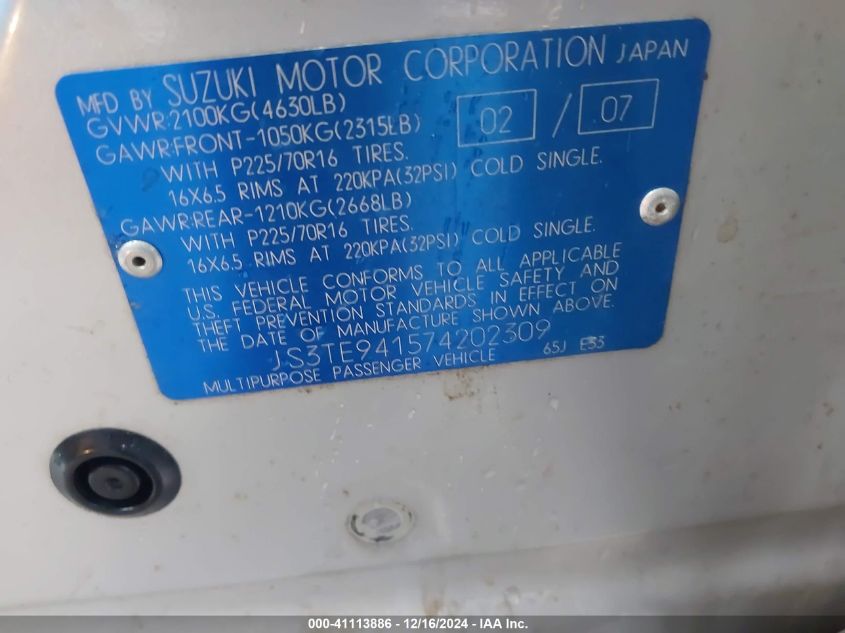 MFD BY SUZUKI MOTOR CORPORATION JAPAN
GVWR:2100KG(4630LB) 02 / 07
GAWR:FRONT-1050KG(2315LB)
WITH P225/70R16 TIRES.
16X6.5 RIMS AT 220KPA(32PSI) COLD SINGLE.
GAWR:REAR-1210KG(2668LB)
WITH P225/70R16 TIRES.
16X6.5 RIMS AT 220KPA(32PSI) COLD SINGLE.
THIS VEHICLE CONFORMS TO ALL APPLICABLE
U.S. FEDERAL MOTOR VEHICLE SAFETY AND
THEFT PREVENTION STANDARDS IN EFFECT ON
THE DATE OF MANUFACTURE SHOWN ABOVE.
JS3TE941574202309
MULTIPURPOSE PASSENGER VEHICLE 65J E33
000-41113886 - 12/16/2024 - IAA Inc.